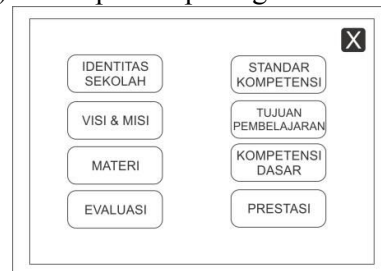 X
IDENTITAS
SEKOLAH
STANDAR
KOMPETENSI
VISI & MISI
TUJUAN
PEMBELAJARAN
MATERI
KOMPETENSI
DASAR
EVALUASI
PRESTASI